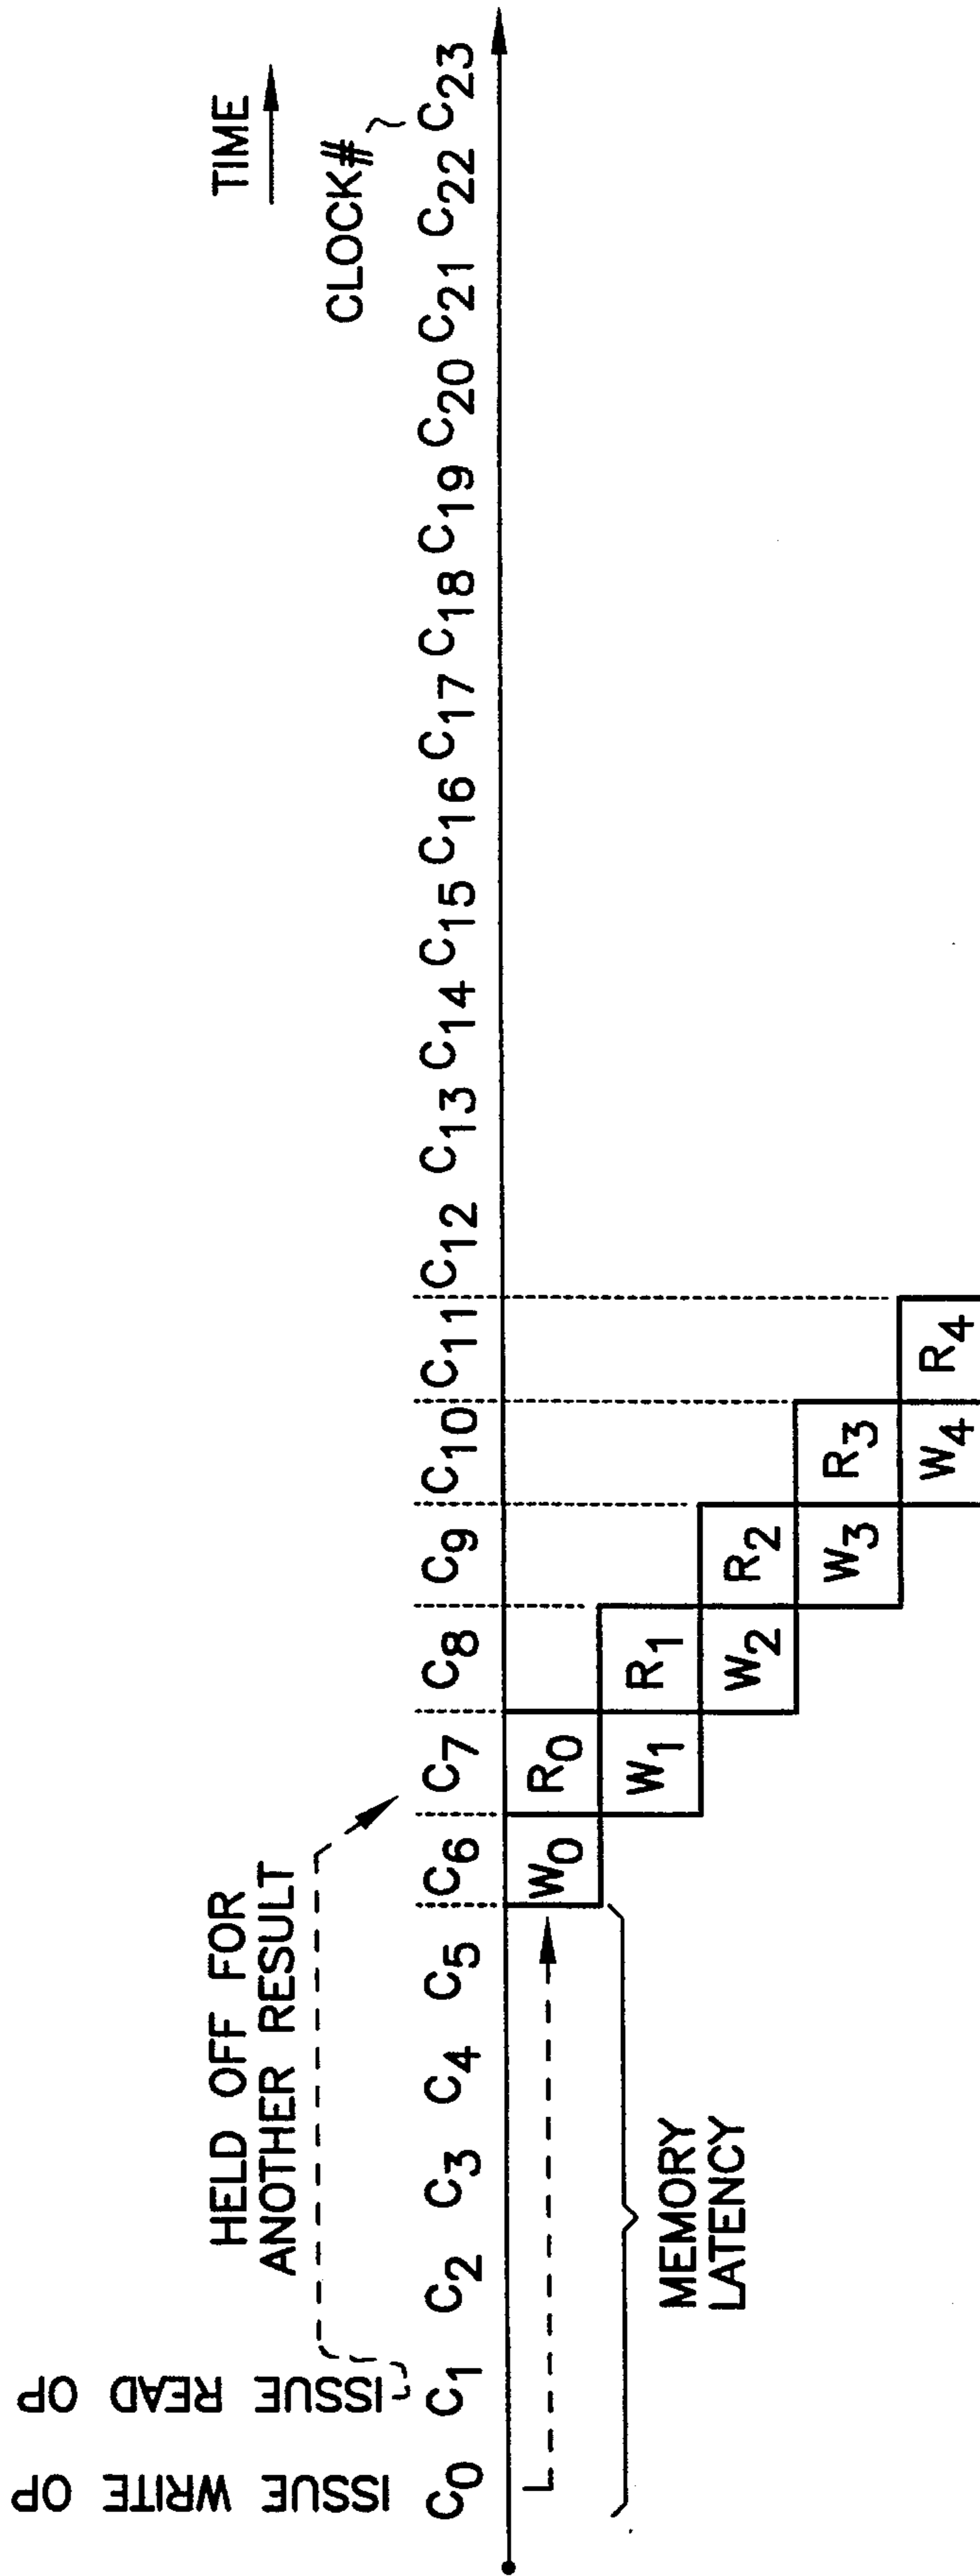 TIME
CLOCK#
HELD OFF FOR
ANOTHER RESULT
ISSUE WRITE OP
ISSUE READ OP
C0 C1 C2 C3 C4 C5 C6 C7 C8 C9 C10 C11 C12 C13 C14 C15 C16 C17 C18 C19 C20 C21 C22 C23
W0 R0
W1 R1
W2 R2
W3 R3
W4 R4
MEMORY
LATENCY